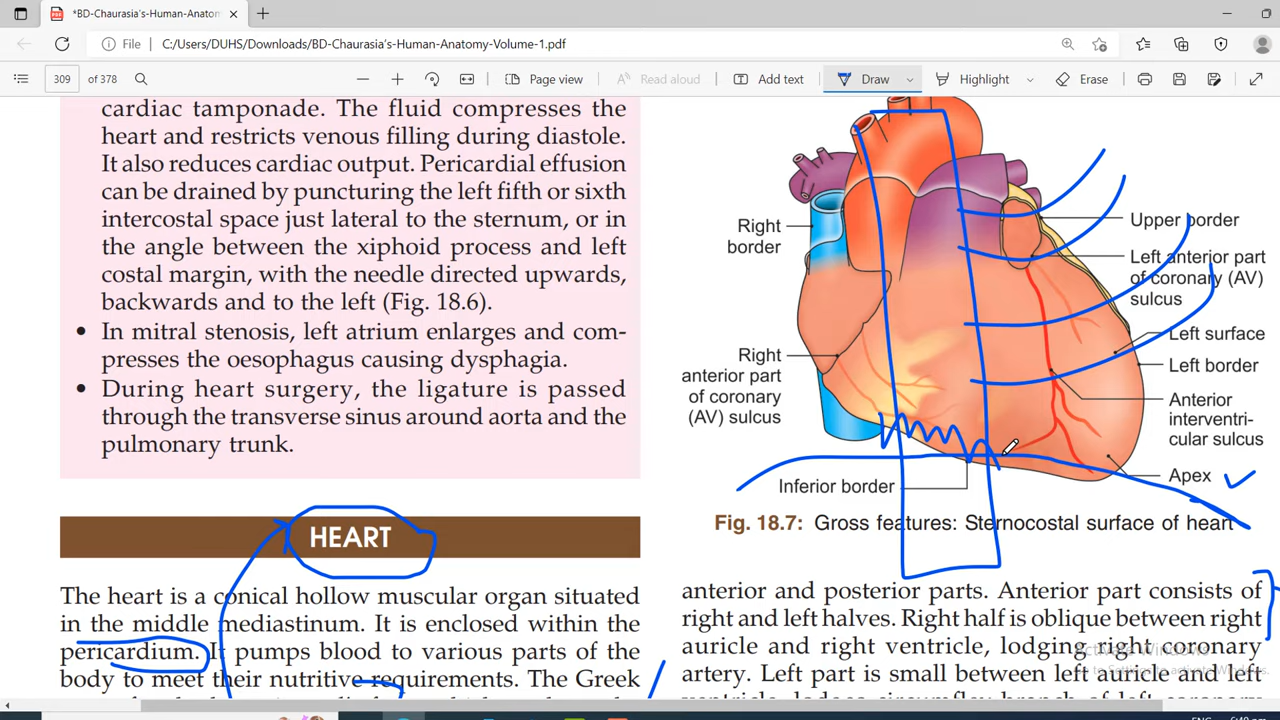 *BD-Chaurasia's-Human-Anatom
File C:/Users/DUHS/Downloads/BD-Chaurasia's-Human-Anatomy-Volume-1.pdf
309 of 378 Page view Read aloud Add text Draw Highlight Erase
cardiac tamponade. The fluid compresses the
heart and restricts venous filling during diastole.
It also reduces cardiac output. Pericardial effusion
can be drained by puncturing the left fifth or sixth
intercostal space just lateral to the sternum, or in
the angle between the xiphoid process and left
costal margin, with the needle directed upwards,
backwards and to the left (Fig. 18.6).
• In mitral stenosis, left atrium enlarges and com-
presses the oesophagus causing dysphagia.
• During heart surgery, the ligature is passed
through the transverse sinus around aorta and the
pulmonary trunk.
HEART
The heart is a conical hollow muscular organ situated
in the middle mediastinum. It is enclosed within the
pericardium. It pumps blood to various parts of the
body to meet their nutritive requirements. The Greek
Right
border
Right
anterior part
of coronary
(AV) sulcus
Inferior border
Upper border
Left anterior part
of coronary (AV)
sulcus
Left surface
Left border
Anterior
interventri-
cular sulcus
Apex
Fig. 18.7: Gross features: Sternocostal surface of heart
anterior and posterior parts. Anterior part consists of
right and left halves. Right half is oblique between right
auricle and right ventricle, lodging right coronary
artery. Left part is small between left auricle and left
Activate Windows
Go to Settings to activate Windows.